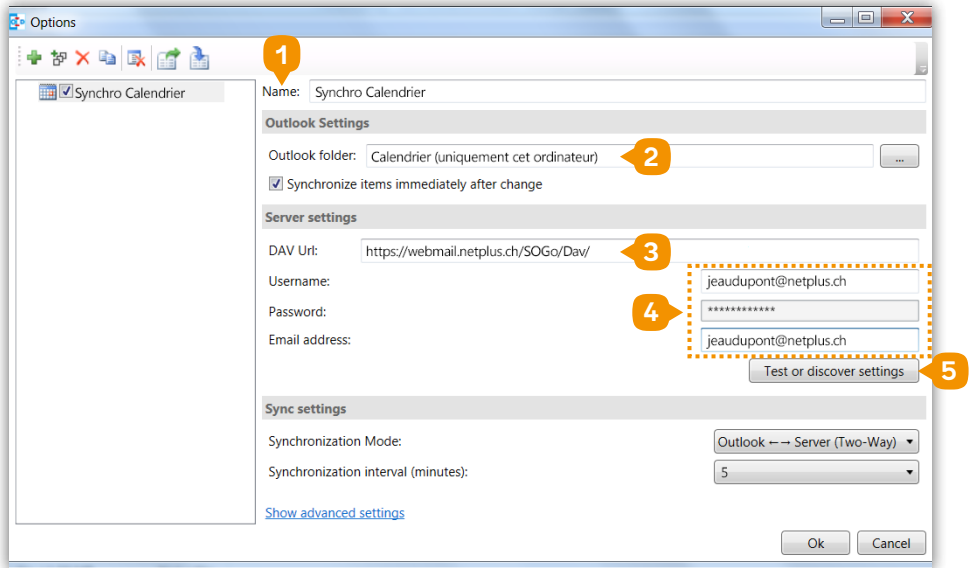 Options
1
Synchro Calendrier
Name: Synchro Calendrier
Outlook Settings
Outlook folder: Calendrier (uniquement cet ordinateur) 2 ...
Synchronize items immediately after change
Server settings
DAV Url: https://webmail.netplus.ch/SOGo/Dav/ 3
Username: jeaudupont@netplus.ch
Password: ************ 4
Email address: jeaudupont@netplus.ch
Test or discover settings 5
Sync settings
Synchronization Mode: Outlook ←→ Server (Two-Way)
Synchronization interval (minutes): 5
Show advanced settings
Ok Cancel